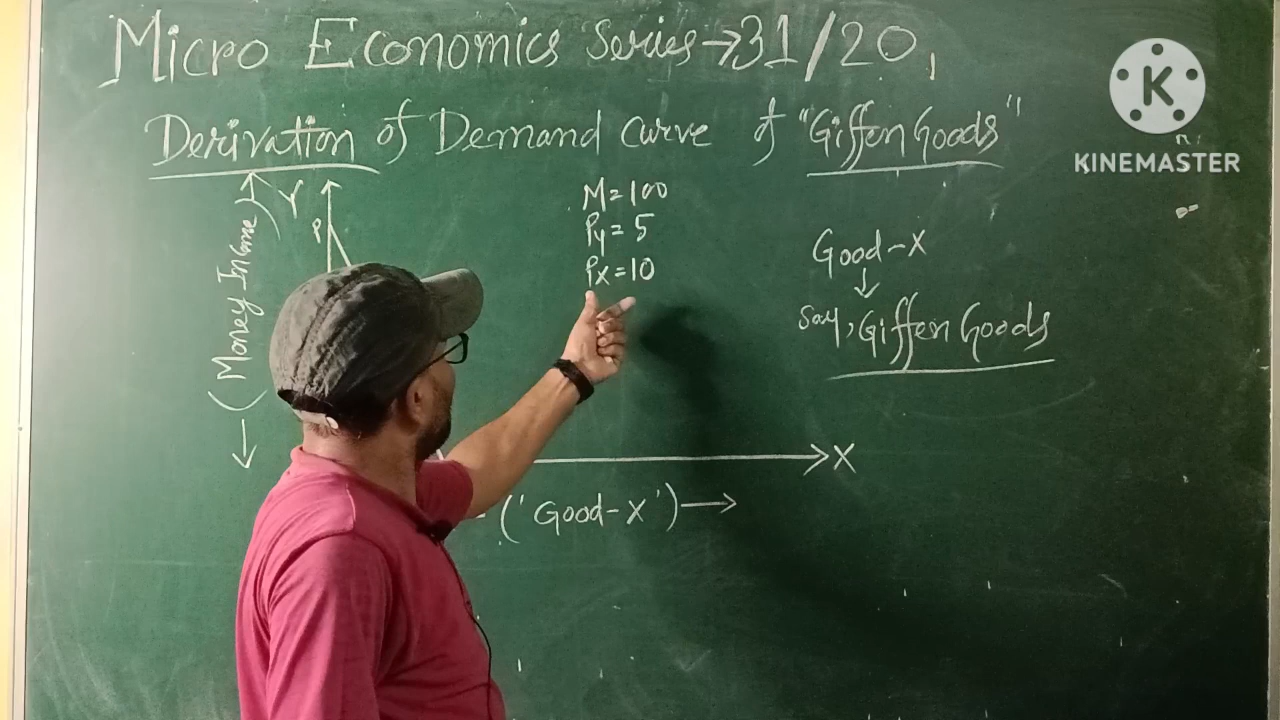 Micro Economics Series→31/20,
Derivation of Demand Curve of "Giffen Goods"
K
KINEMASTER
Y
P
(Money Income)
M=100
Py=5
Px=10
Good-X
↓
Say, Giffen Goods
X
('Good-X')→